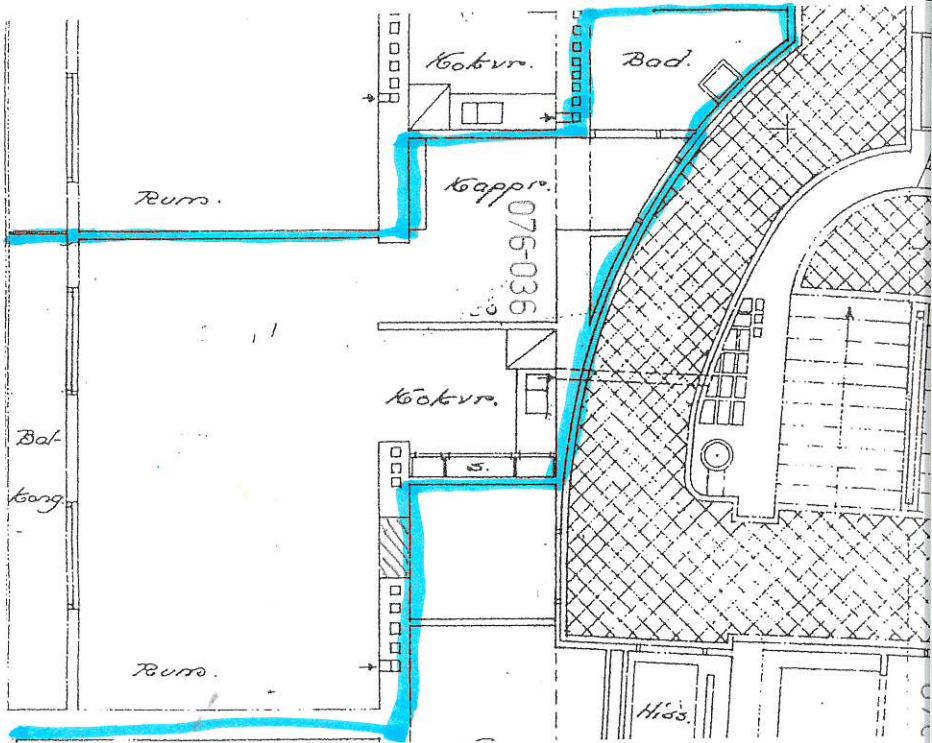 Kokvr.
Bad.
Rum.
Kappr.
076-036
Kokvr.
Bal-
kong.
S.
Rum.
Hiss.